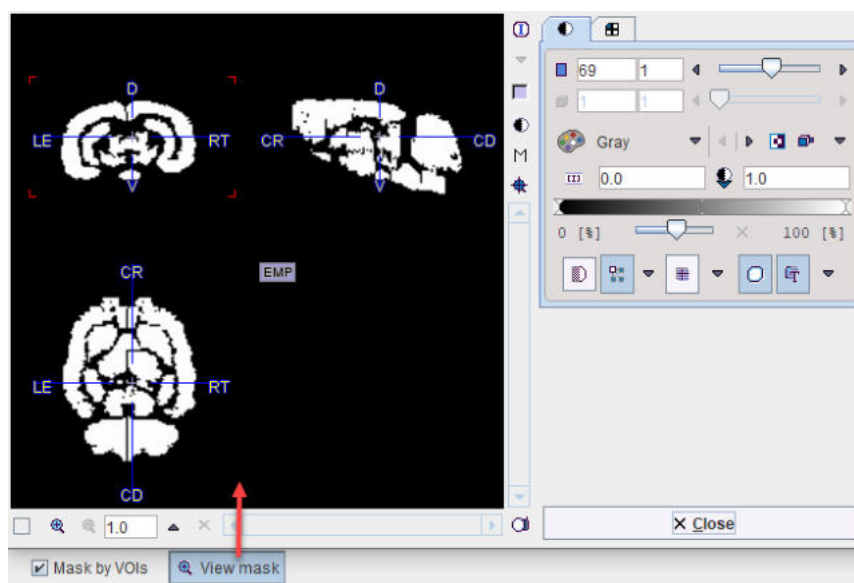 D
LE
RT
V
D
CR
CD
V
CR
EMP
LE
RT
CD
1.0
69
1
1
1
Gray
0.0
1.0
0 [%]
100 [%]
M
Close
Mask by VOIs
View mask